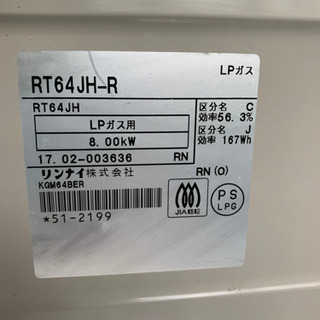 RT64JH-R
LPガス
RT64JH
LPガス用
8.00kW
区分名 C
効率56.3%
区分名 J
効率 167Wh
17.02-003636 RN
リンナイ株式会社
RN (O)
KGM64BER
*51-2199
JIA認証
PS
LPG